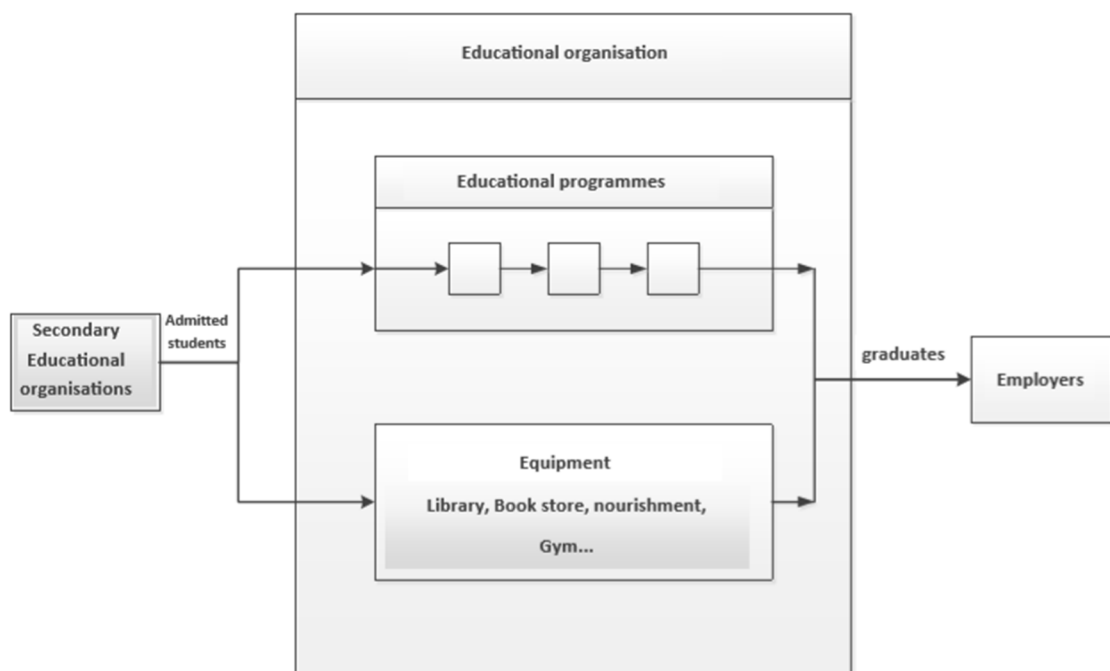 Educational organisation
Educational programmes
Admitted
students
Secondary
Educational
organisations
graduates
Employers
Equipment
Library, Book store, nourishment,
Gym...